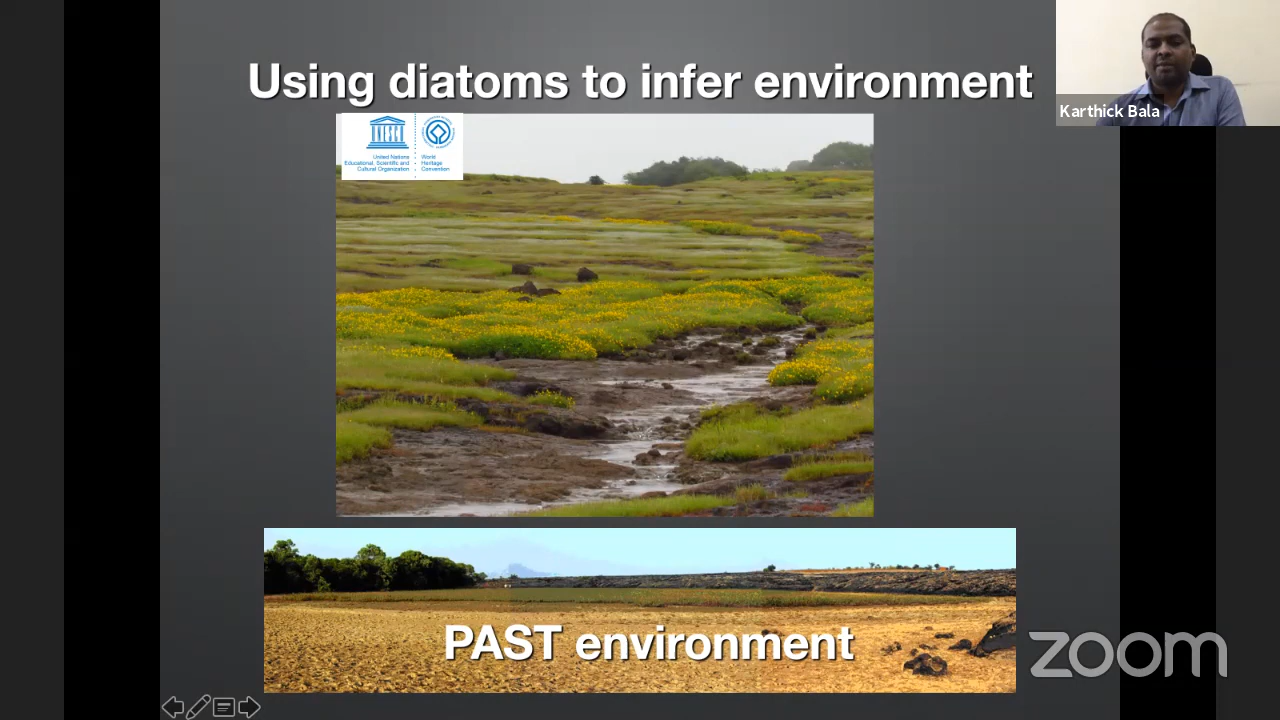 Using diatoms to infer environment
Karthick Bala
United Nations
Educational, Scientific and
Cultural Organization
World
Heritage
Convention
PAST environment
zoom